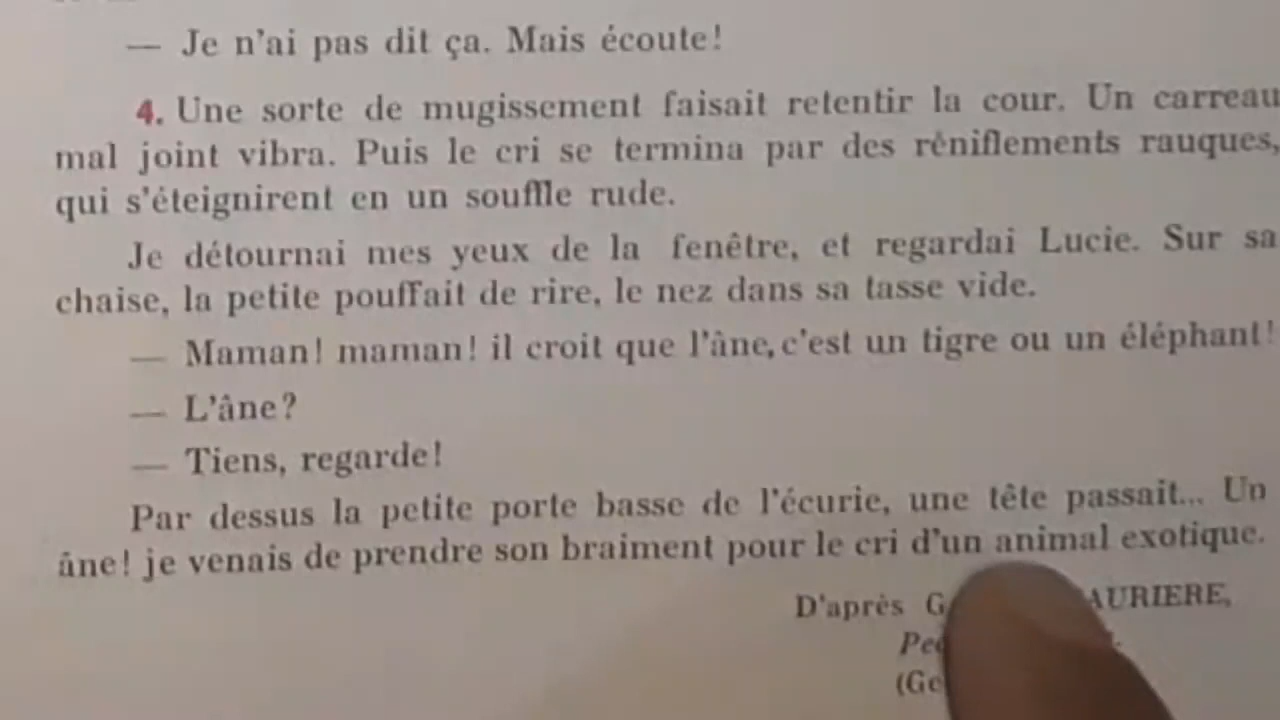 — Je n'ai pas dit ça. Mais écoute!
4. Une sorte de mugissement faisait retentir la cour. Un carreau
mal joint vibra. Puis le cri se termina par des reniflements rauques,
qui s'éteignirent en un souffle rude.
Je détournai mes yeux de la fenêtre, et regardai Lucie. Sur sa
chaise, la petite pouffait de rire, le nez dans sa tasse vide.
— Maman! maman! il croit que l'âne, c'est un tigre ou un éléphant!
— L'âne?
— Tiens, regarde!
Par dessus la petite porte basse de l'écurie, une tête passait... Un
âne! je venais de prendre son braiment pour le cri d'un animal exotique.
D'après